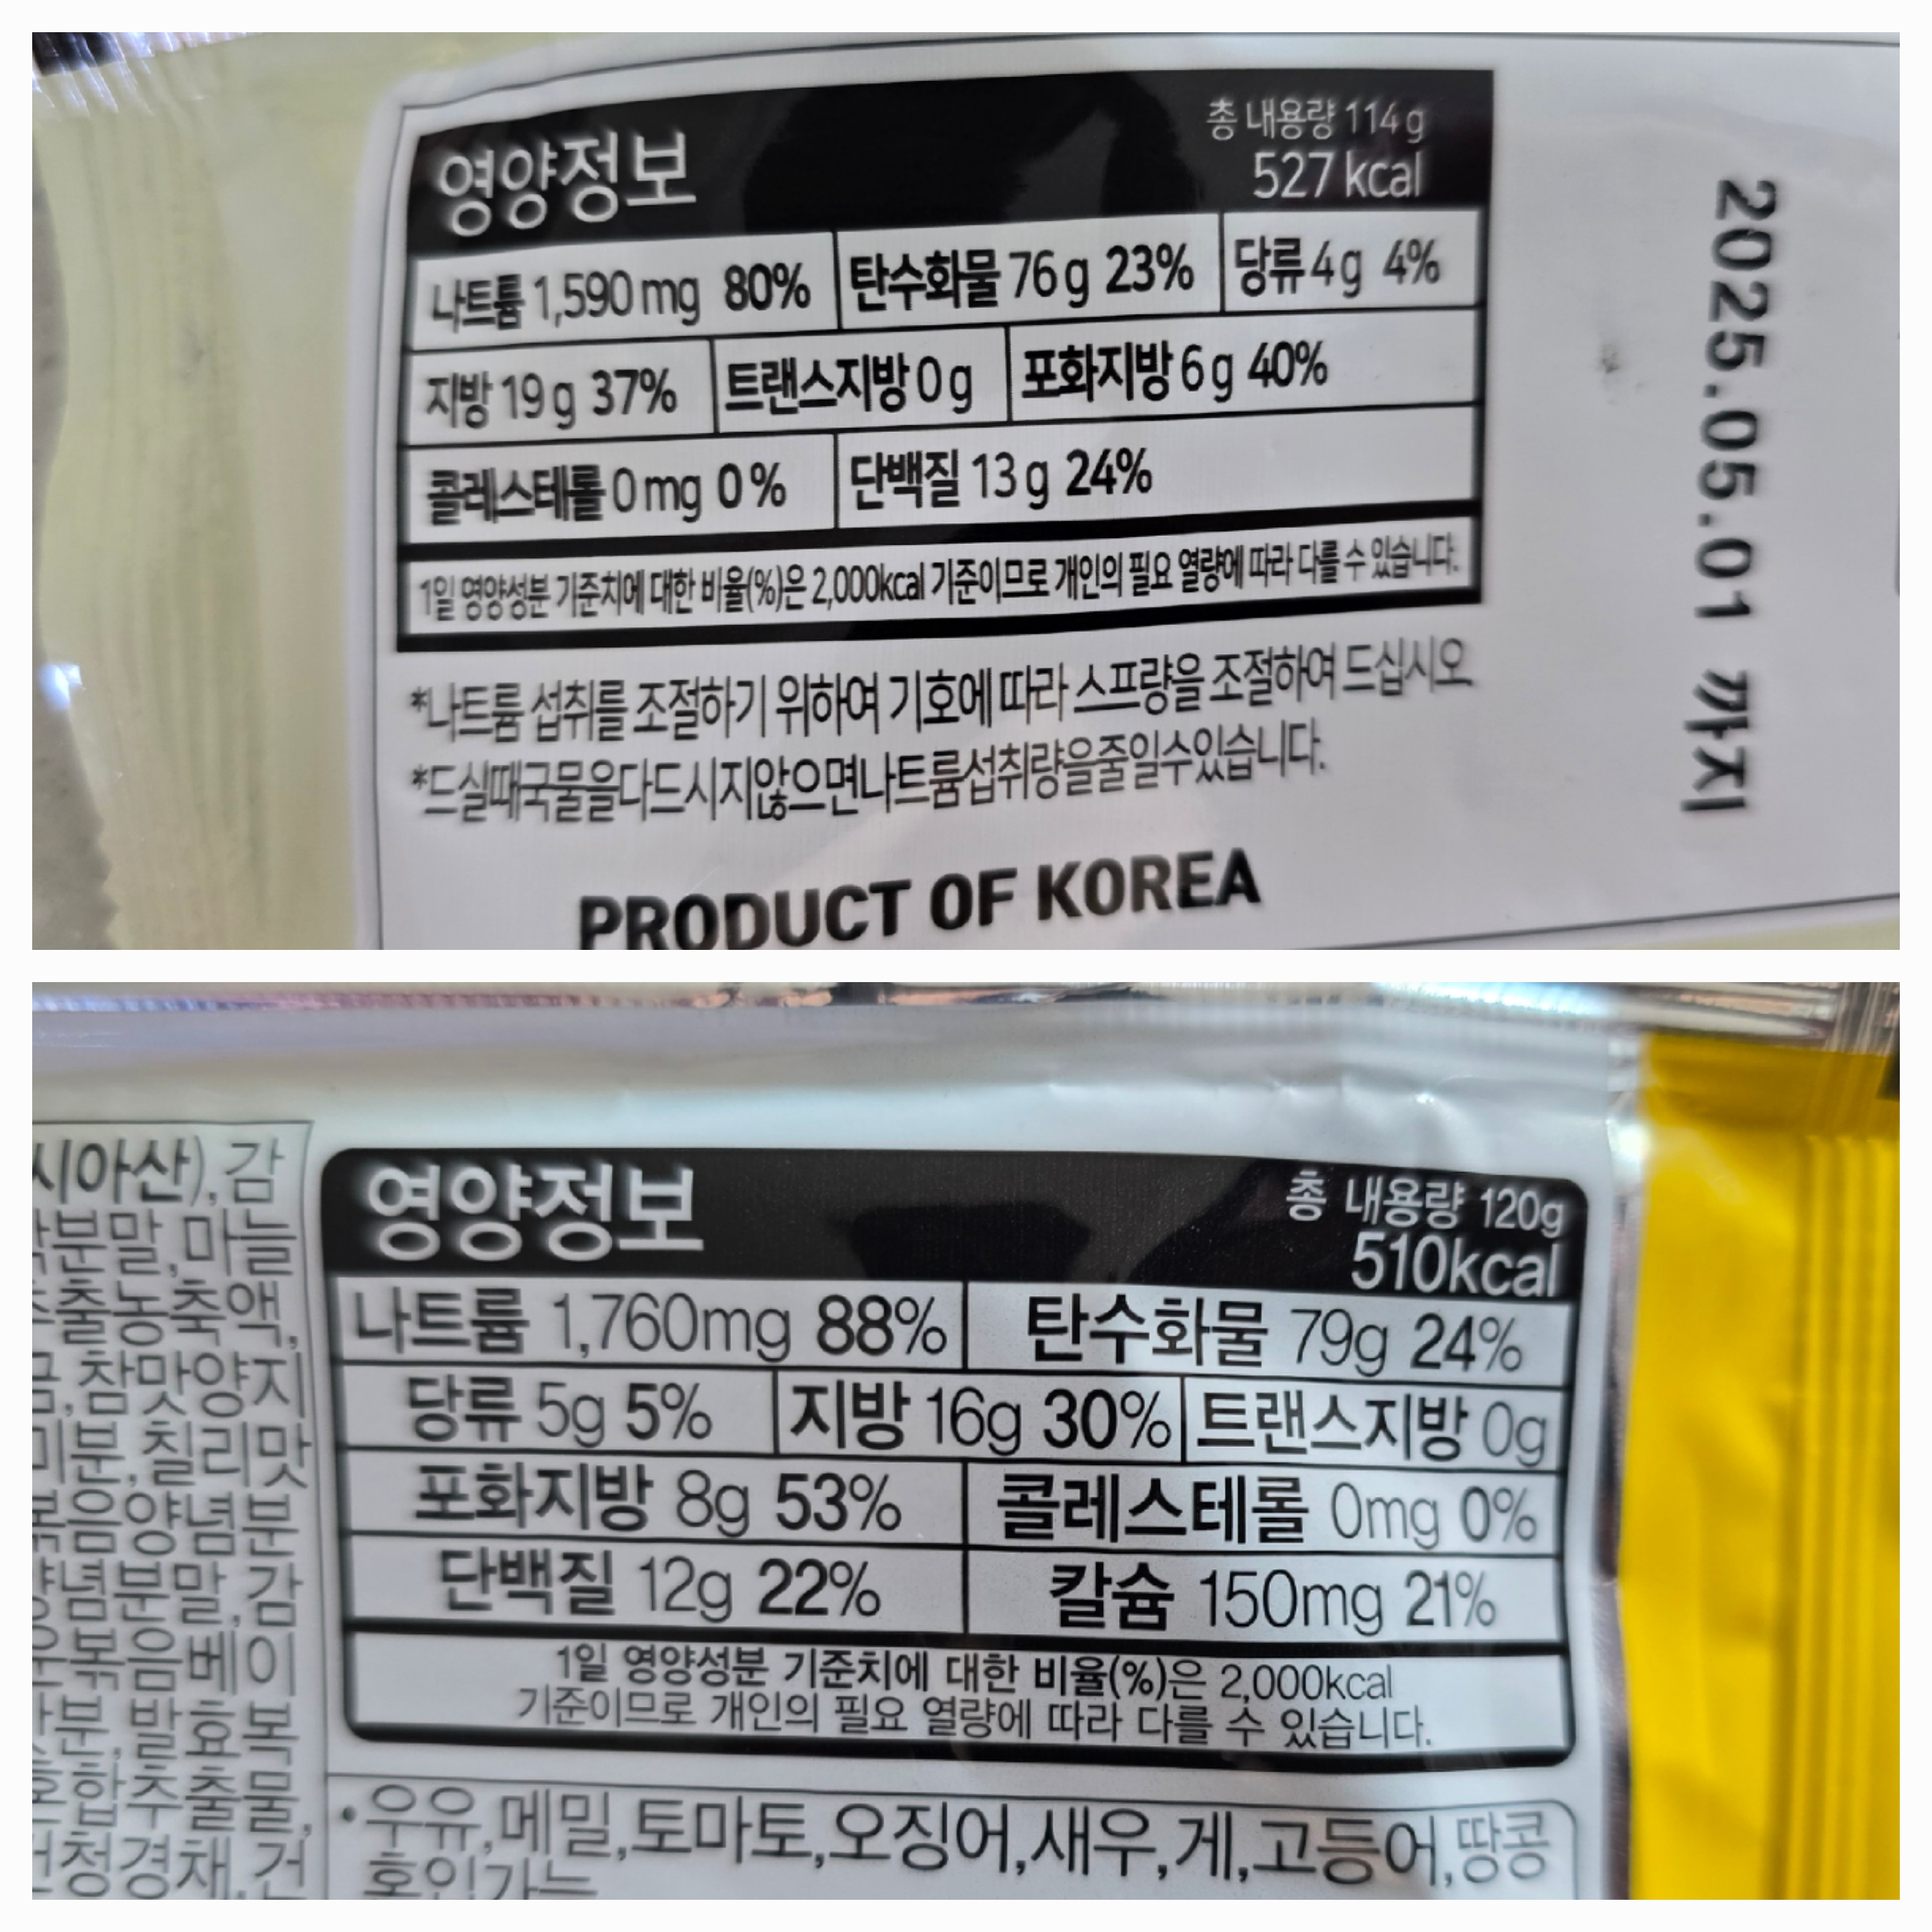 영양정보
총 내용량 114 g
527 kcal
나트륨 1,590 mg 80% 탄수화물 76 g 23% 당류 4 g 4%
지방 19 g 37% 트랜스지방 0 g 포화지방 6 g 40%
콜레스테롤 0 mg 0 % 단백질 13 g 24%
1일 영양성분 기준치에 대한 비율(%)은 2,000kcal 기준이므로 개인의 필요 열량에 따라 다를 수 있습니다.
*나트륨 섭취를 조절하기 위하여 기호에 따라 스프량을 조절하여 드십시오
*드실때국물을다드시지않으면나트륨섭취량을줄일수있습니다.
PRODUCT OF KOREA
2025.05.01 까지
시아산),감
분말,마늘
출농축액,
,참맛양지
미분,칠리맛
볶음양념분
양념분말,감
볶음베이
분,발효복
혼합추출물,
청경채,건
영양정보
총 내용량 120g
510kcal
나트륨 1,760mg 88% 탄수화물 79g 24%
당류 5g 5% 지방 16g 30% 트랜스지방 0g
포화지방 8g 53% 콜레스테롤 0mg 0%
단백질 12g 22% 칼슘 150mg 21%
1일 영양성분 기준치에 대한 비율(%)은 2,000kcal
기준이므로 개인의 필요 열량에 따라 다를 수 있습니다.
•우유,메밀,토마토,오징어,새우,게,고등어,땅콩